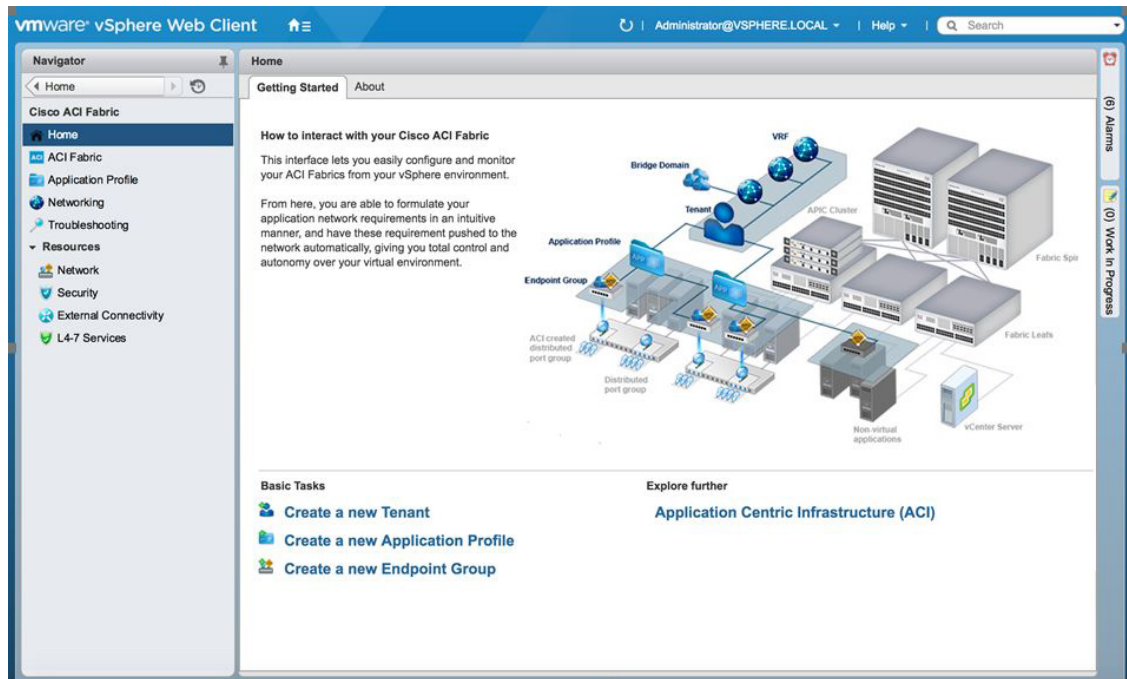 vmware® vSphere Web Client
Administrator@VSPHERE.LOCAL
Help
Search
Navigator
Home
Cisco ACI Fabric
Home
ACI
ACI Fabric
Application Profile
Networking
Troubleshooting
Resources
Network
Security
External Connectivity
L4-7 Services
Home
Getting Started
About
How to interact with your Cisco ACI Fabric
This interface lets you easily configure and monitor
your ACI Fabrics from your vSphere environment.
From here, you are able to formulate your
application network requirements in an intuitive
manner, and have these requirement pushed to the
network automatically, giving you total control and
autonomy over your virtual environment.
VRF
Bridge Domain
Tenant
APIC Cluster
Application Profile
Fabric Spin
APP
Endpoint Group
APP
ACI created
distributed
port group
Fabric Leafs
Distributed
port group
Non-virtual
applications
vCenter Server
Basic Tasks
Create a new Tenant
Create a new Application Profile
Create a new Endpoint Group
Explore further
Application Centric Infrastructure (ACI)
(6) Alarms
(0) Work In Progress